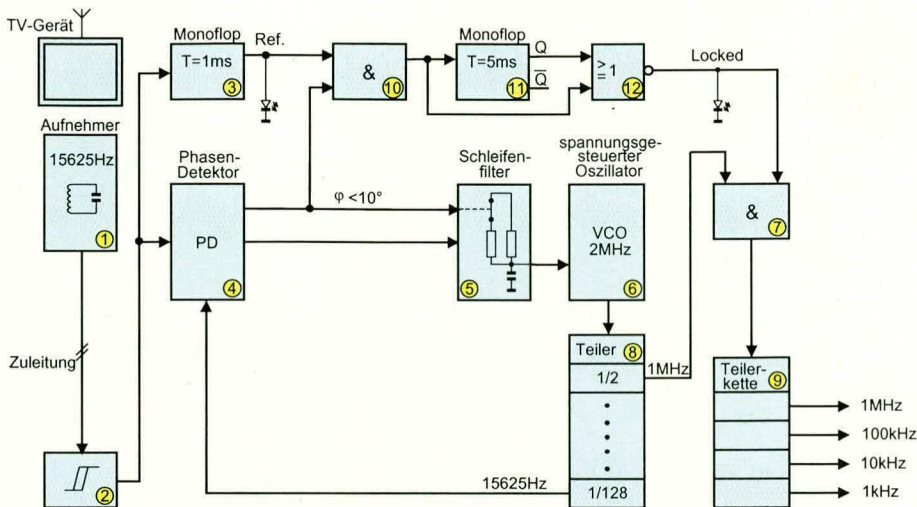 TV-Gerät
Monoflop
T=1ms
3
Ref.
&
10
Monoflop
T=5ms
11
Q
Q
≥1
12
Locked
Aufnehmer
15625Hz
1
Phasen-
Detektor
PD
4
φ <10°
Schleifen-
filter
5
spannungsge-
steuerter
Oszillator
VCO
2MHz
6
&
7
Zuleitung
2
Teiler 8
1/2
1MHz
1/128
15625Hz
Teiler-
kette 9
1MHz
100kHz
10kHz
1kHz